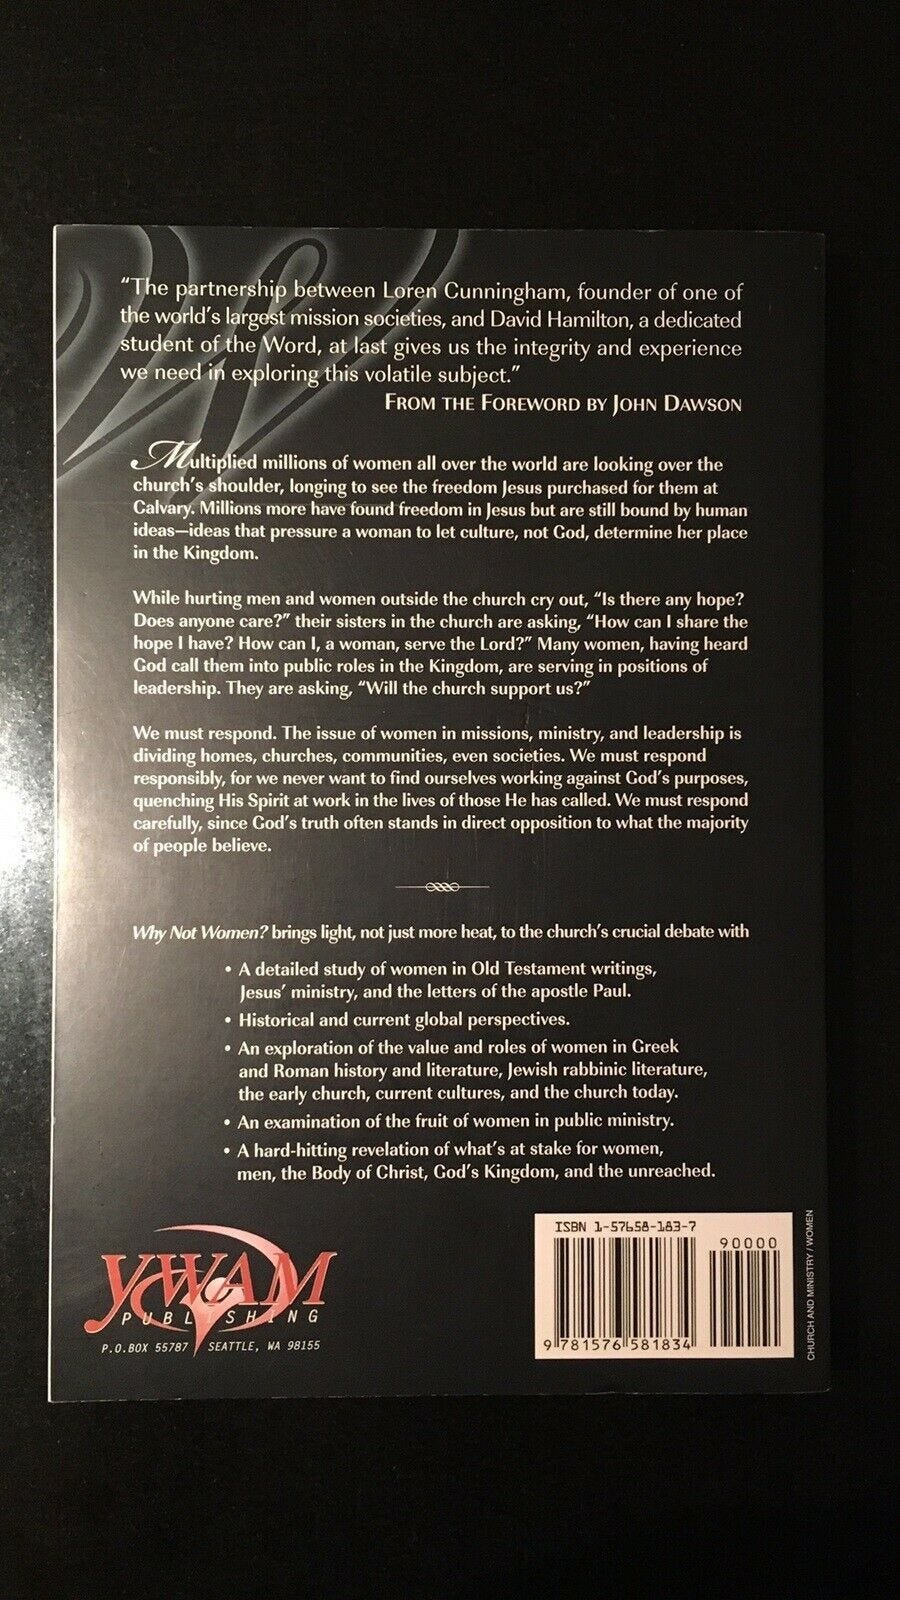 “The partnership between Loren Cunningham, founder of one of
the world’s largest mission societies, and David Hamilton, a dedicated
student of the Word, at last gives us the integrity and experience
we need in exploring this volatile subject.”
FROM THE FOREWORD BY JOHN DAWSON
Multiplied millions of women all over the world are looking over the
church’s shoulder, longing to see the freedom Jesus purchased for them at
Calvary. Millions more have found freedom in Jesus but are still bound by human
ideas—ideas that pressure a woman to let culture, not God, determine her place
in the Kingdom.
While hurting men and women outside the church cry out, “Is there any hope?
Does anyone care?” their sisters in the church are asking, “How can I share the
hope I have? How can I, a woman, serve the Lord?” Many women, having heard
God call them into public roles in the Kingdom, are serving in positions of
leadership. They are asking, “Will the church support us?”
We must respond. The issue of women in missions, ministry, and leadership is
dividing homes, churches, communities, even societies. We must respond
responsibly, for we never want to find ourselves working against God’s purposes,
quenching His Spirit at work in the lives of those He has called. We must respond
carefully, since God’s truth often stands in direct opposition to what the majority
of people believe.
Why Not Women? brings light, not just more heat, to the church’s crucial debate with
• A detailed study of women in Old Testament writings,
Jesus’ ministry, and the letters of the apostle Paul.
• Historical and current global perspectives.
• An exploration of the value and roles of women in Greek
and Roman history and literature, Jewish rabbinic literature,
the early church, current cultures, and the church today.
• An examination of the fruit of women in public ministry.
• A hard-hitting revelation of what’s at stake for women,
men, the Body of Christ, God’s Kingdom, and the unreached.
YWAM
PUBLISHING
P.O.BOX 55787 SEATTLE, WA 98155
ISBN 1-57658-183-7
90000
9 781576 581834
CHURCH AND MINISTRY / WOMEN